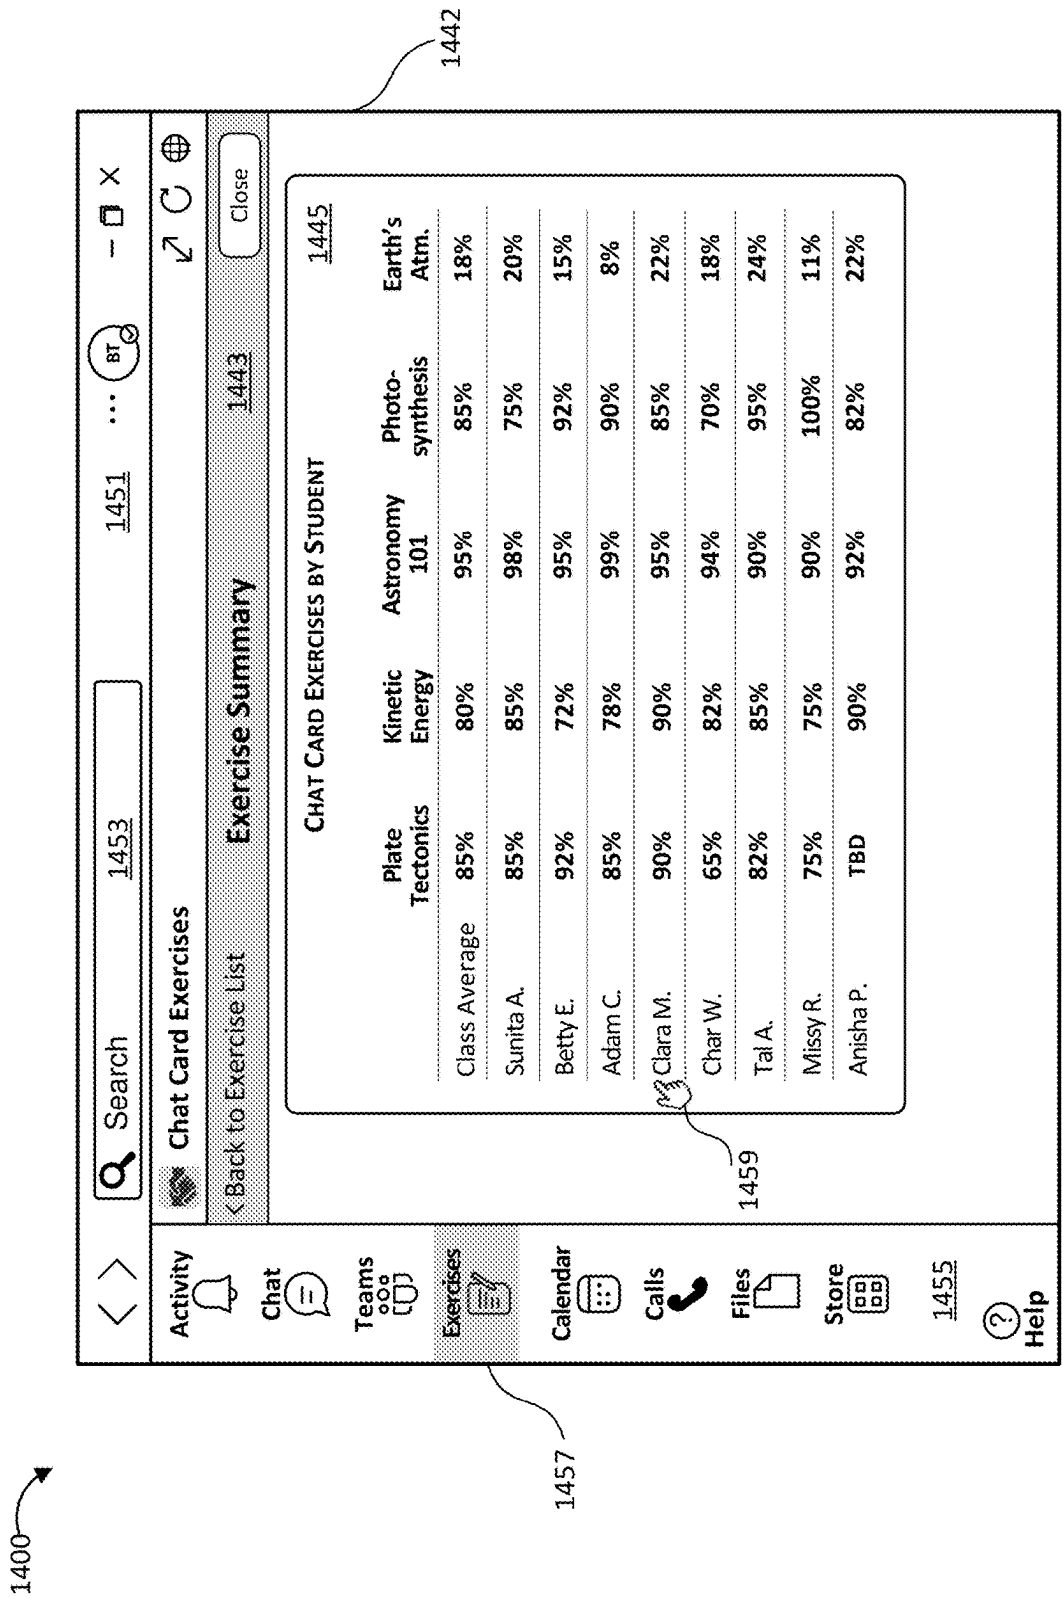 1400
1442
Search
1453
1451
...
BT
Chat Card Exercises
< Back to Exercise List
Exercise Summary
1443
Close
Activity
Chat
Teams
Exercises
Calendar
Calls
Files
Store
1455
Help
1457
1459
CHAT CARD EXERCISES BY STUDENT
1445
Plate Tectonics Kinetic Energy Astronomy 101 Photo-synthesis Earth's Atm.
Class Average 85% 80% 95% 85% 18%
Sunita A. 85% 85% 98% 75% 20%
Betty E. 92% 72% 95% 92% 15%
Adam C. 85% 78% 99% 90% 8%
Clara M. 90% 90% 95% 85% 22%
Char W. 65% 82% 94% 70% 18%
Tal A. 82% 85% 90% 95% 24%
Missy R. 75% 75% 90% 100% 11%
Anisha P. TBD 90% 92% 82% 22%